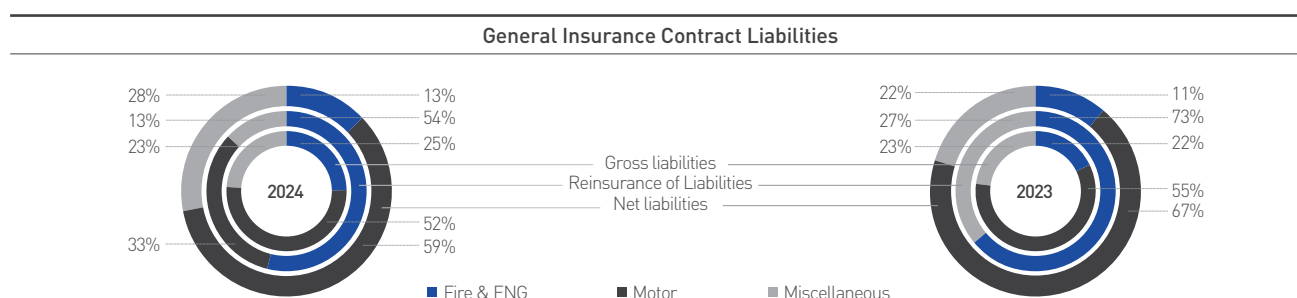 General Insurance Contract Liabilities
28%
13%
23%
33%
13%
54%
25%
52%
59%
2024
Gross liabilities
Reinsurance of Liabilities
Net liabilities
22%
27%
23%
11%
73%
22%
55%
67%
2023
Fire & ENG
Motor
Miscellaneous